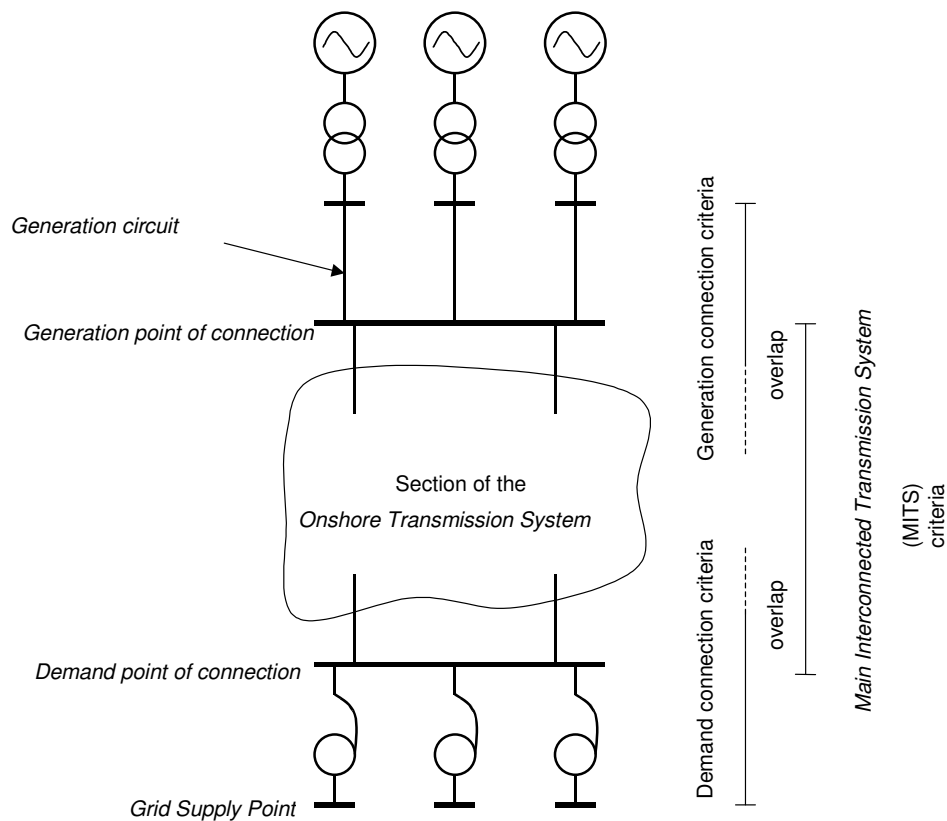 Generation circuit
Generation point of connection
Section of the
Onshore Transmission System
Demand point of connection
Grid Supply Point
Generation connection criteria
overlap
Demand connection criteria
overlap
Main Interconnected Transmission System
(MITS)
criteria